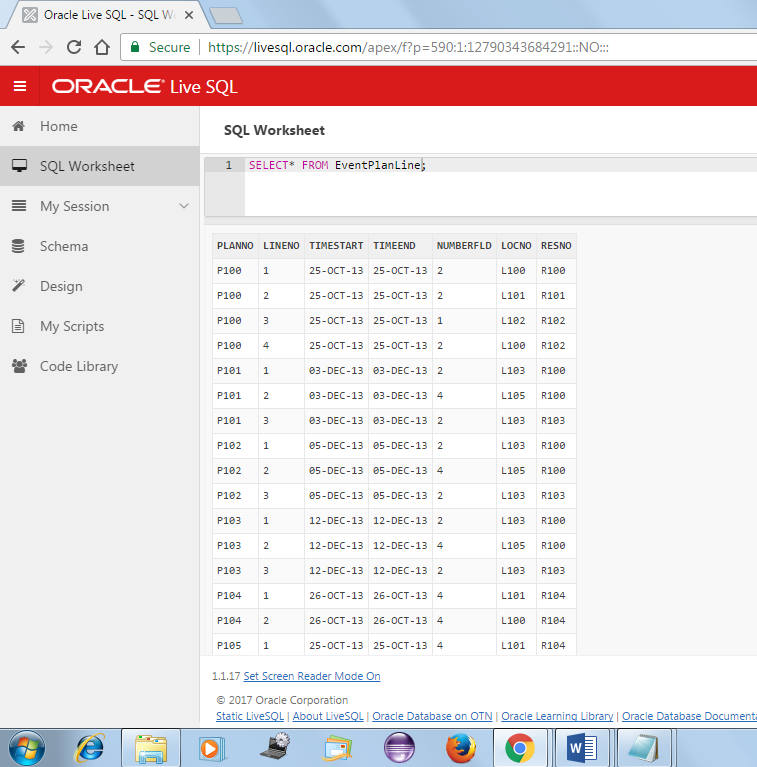 Oracle Live SQL - SQL Wo
Secure https://livesql.oracle.com/apex/f?p=590:1:12790343684291::NO:::
ORACLE® Live SQL
Home
SQL Worksheet
My Session
Schema
Design
My Scripts
Code Library
SQL Worksheet
1 SELECT* FROM EventPlanLine;
PLANNO LINENO TIMESTART TIMEEND NUMBERFLD LOCNO RESNO
P100 1 25-OCT-13 25-OCT-13 2 L100 R100
P100 2 25-OCT-13 25-OCT-13 2 L101 R101
P100 3 25-OCT-13 25-OCT-13 1 L102 R102
P100 4 25-OCT-13 25-OCT-13 2 L100 R102
P101 1 03-DEC-13 03-DEC-13 2 L103 R100
P101 2 03-DEC-13 03-DEC-13 4 L105 R100
P101 3 03-DEC-13 03-DEC-13 2 L103 R103
P102 1 05-DEC-13 05-DEC-13 2 L103 R100
P102 2 05-DEC-13 05-DEC-13 4 L105 R100
P102 3 05-DEC-13 05-DEC-13 2 L103 R103
P103 1 12-DEC-13 12-DEC-13 2 L103 R100
P103 2 12-DEC-13 12-DEC-13 4 L105 R100
P103 3 12-DEC-13 12-DEC-13 2 L103 R103
P104 1 26-OCT-13 26-OCT-13 4 L101 R104
P104 2 26-OCT-13 26-OCT-13 4 L100 R104
P105 1 25-OCT-13 25-OCT-13 4 L101 R104
1.1.17 Set Screen Reader Mode On
© 2017 Oracle Corporation
Static LiveSQL | About LiveSQL | Oracle Database on OTN | Oracle Learning Library | Oracle Database Documenta